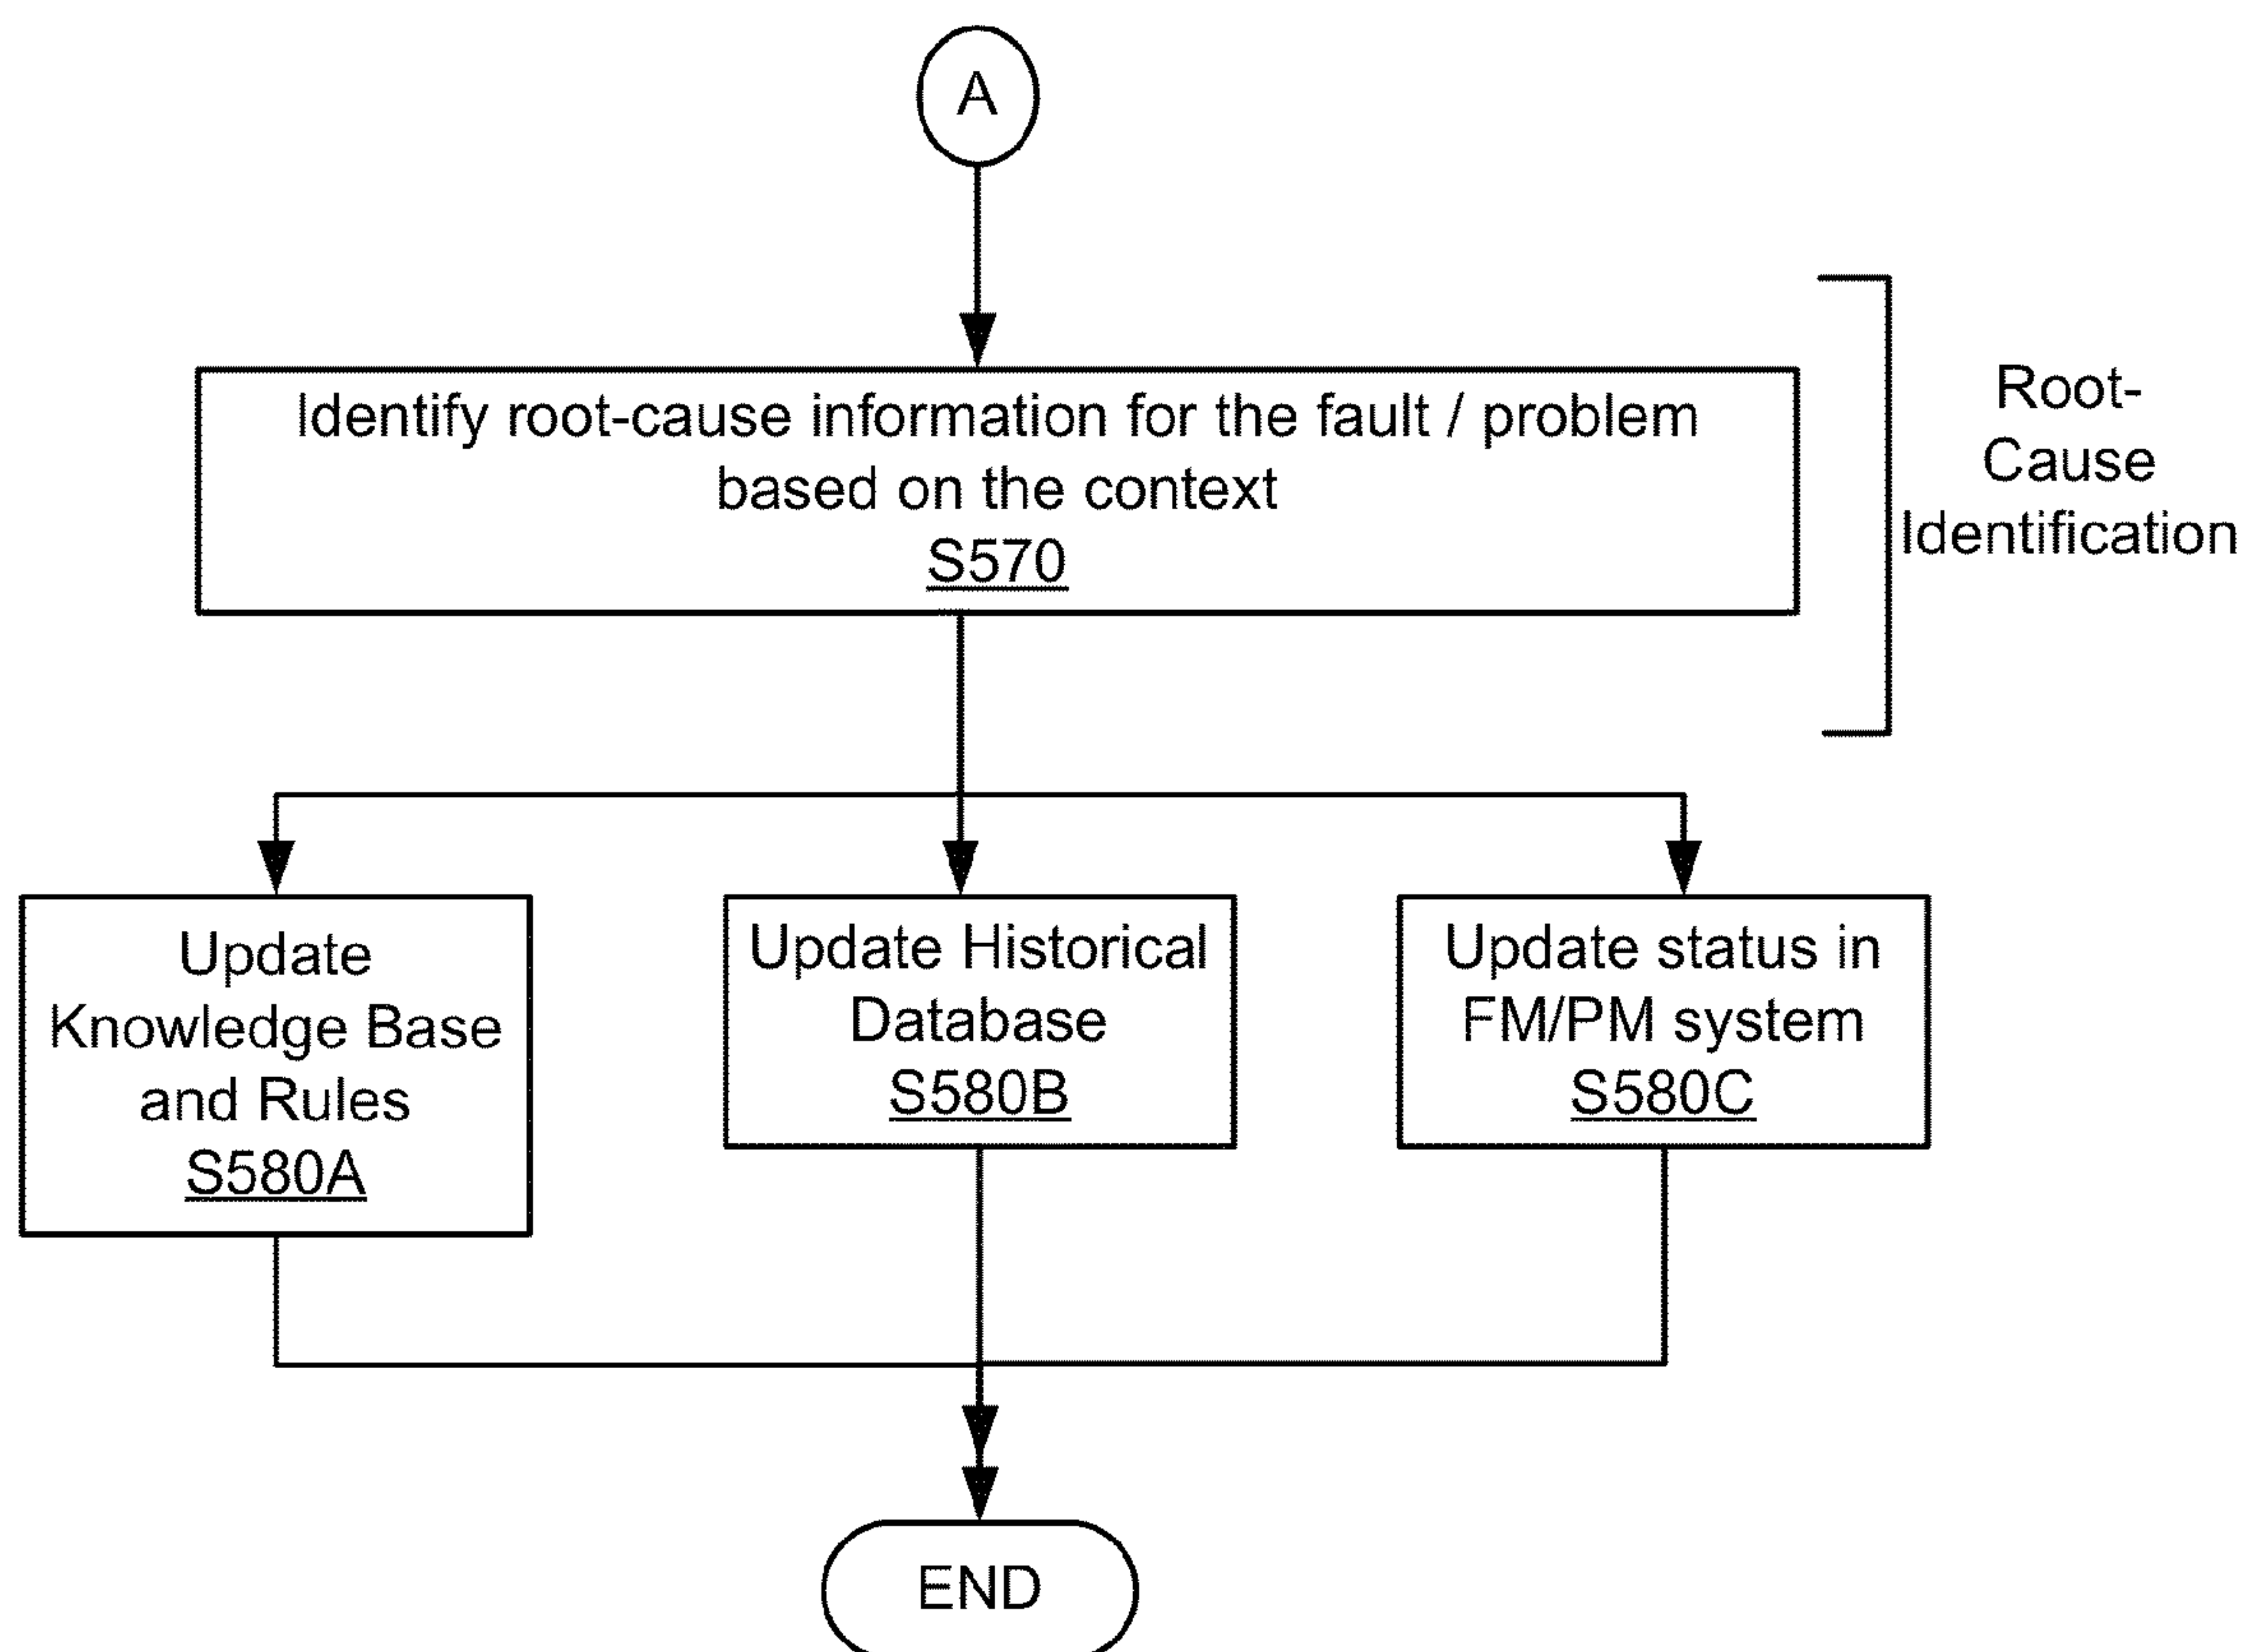 A
Identify root-cause information for the fault / problem
based on the context
S570
Root-
Cause
Identification
Update
Knowledge Base
and Rules
S580A
Update Historical
Database
S580B
Update status in
FM/PM system
S580C
END